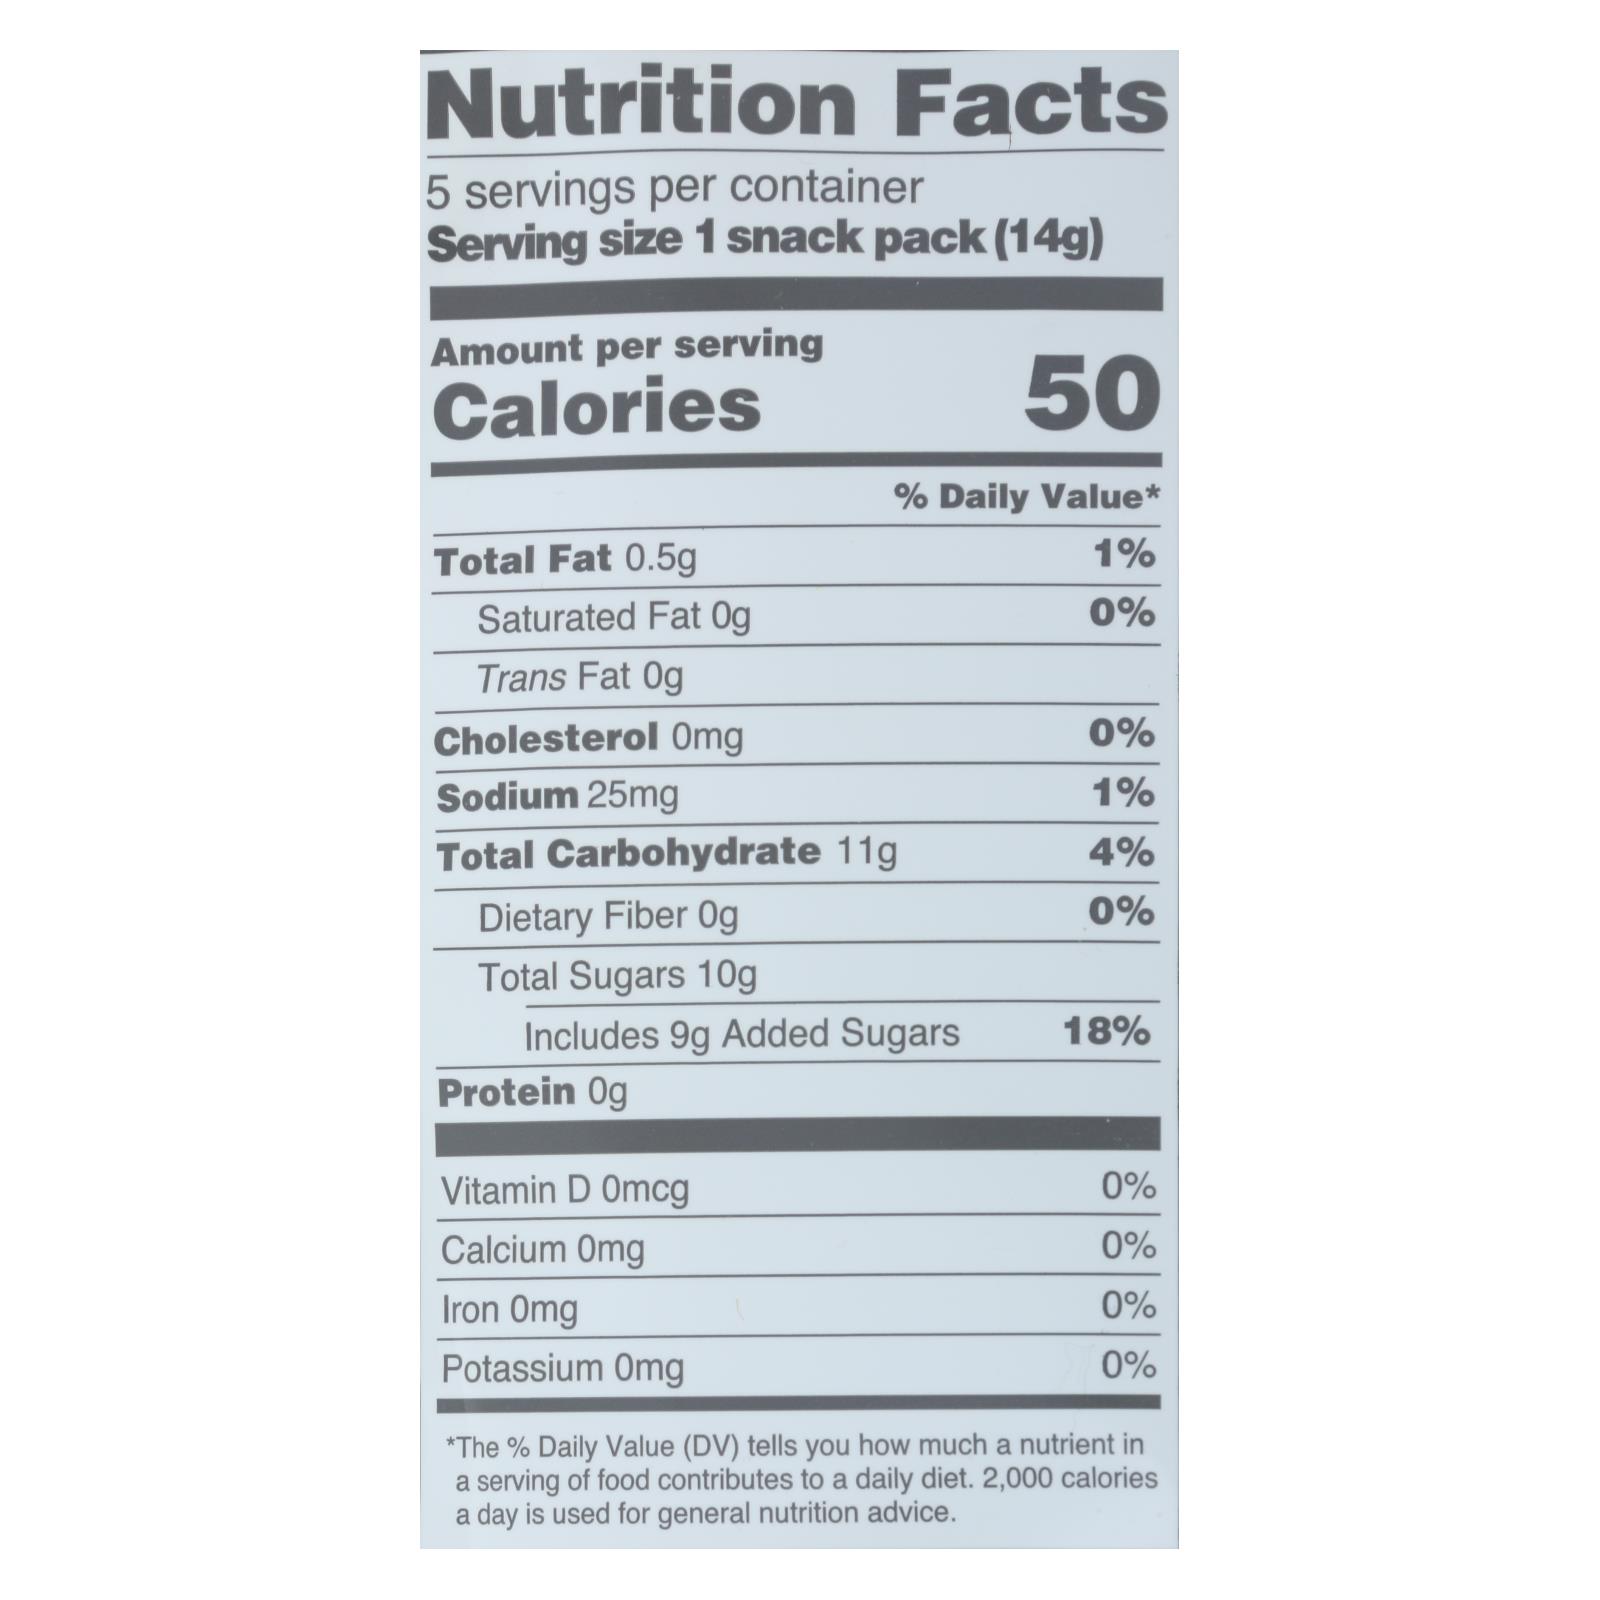 Nutrition Facts
5 servings per container
Serving size 1 snack pack (14g)
Amount per serving
Calories 50
% Daily Value*
Total Fat 0.5g 1%
Saturated Fat 0g 0%
Trans Fat 0g
Cholesterol 0mg 0%
Sodium 25mg 1%
Total Carbohydrate 11g 4%
Dietary Fiber 0g 0%
Total Sugars 10g
Includes 9g Added Sugars 18%
Protein 0g
Vitamin D 0mcg 0%
Calcium 0mg 0%
Iron 0mg 0%
Potassium 0mg 0%
*The % Daily Value (DV) tells you how much a nutrient in
a serving of food contributes to a daily diet. 2,000 calories
a day is used for general nutrition advice.